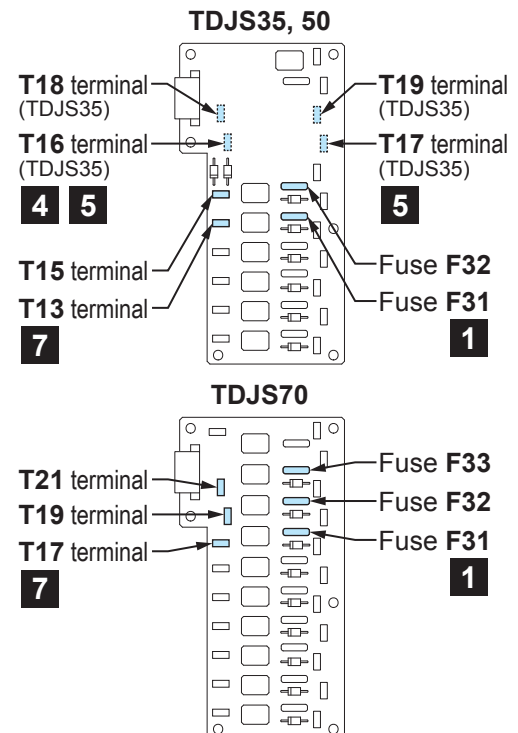 TDJS35, 50
T18 terminal
(TDJS35)
T16 terminal
(TDJS35)
4 5
T15 terminal
T13 terminal
7
T19 terminal
(TDJS35)
T17 terminal
(TDJS35)
5
Fuse F32
Fuse F31
1
TDJS70
T21 terminal
T19 terminal
T17 terminal
7
Fuse F33
Fuse F32
Fuse F31
1